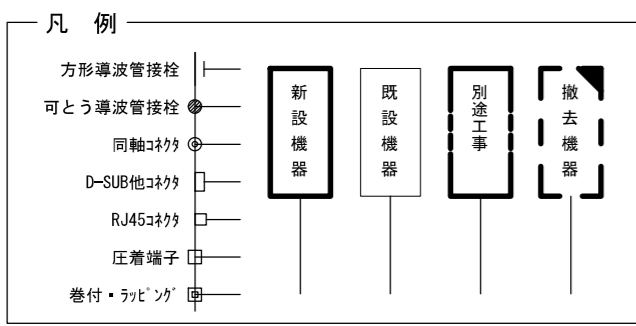 凡 例
方形導波管接栓
可とう導波管接栓
同軸ｺﾈｸﾀ
D-SUB他ｺﾈｸﾀ
RJ45ｺﾈｸﾀ
圧着端子
巻付・ﾗｯﾋﾟﾝｸﾞ
新設機器
既設機器
別途工事
撤去機器